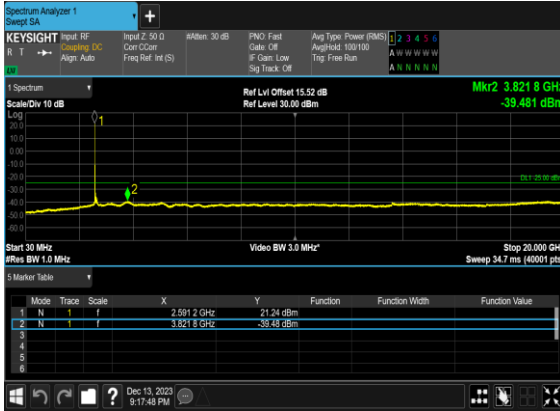 Spectrum Analyzer 1
Swept SA
+
KEYSIGHT Input: RF Input Z: 50 Ω #Atten: 30 dB PNO: Fast Avg Type: Power (RMS) 1 2 3 4 5 6
R T Coupling: DC Corr CCorr Gate: Off Avg|Hold: 100/100 A W W W W W
Align: Auto Freq Ref: Int (S) IF Gain: Low Trig: Free Run
Sig Track: Off A N N N N N
1 Spectrum Ref Lvl Offset 15.52 dB Mkr2 3.821 8 GHz
Scale/Div 10 dB Ref Level 30.00 dBm -39.481 dBm
Log
1
20.0
10.0
0.00
-10.0
-20.0
DL1 -25.00 dBm
-30.0
2
-40.0
-50.0
-60.0
Start 30 MHz Video BW 3.0 MHz* Stop 20.000 GH
#Res BW 1.0 MHz Sweep 34.7 ms (40001 pts
5 Marker Table
Mode Trace Scale X Y Function Function Width Function Value
1 N 1 f 2.591 2 GHz 21.24 dBm
2 N 1 f 3.821 8 GHz -39.48 dBm
3
4
5
6
? Dec 13, 2023
9:17:48 PM